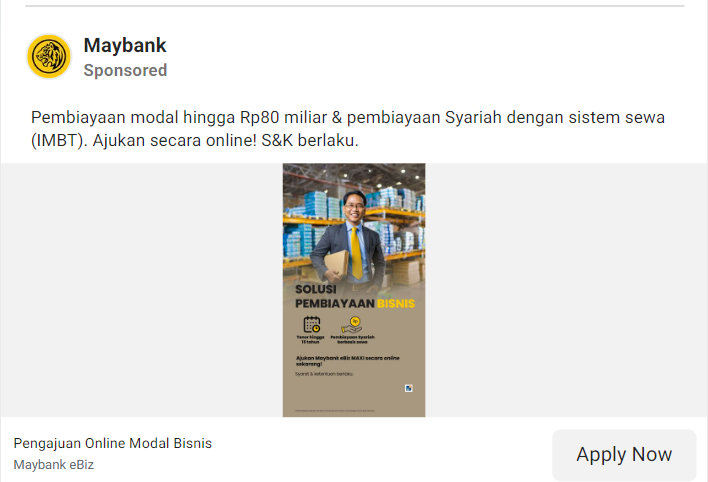 Maybank
Sponsored
Pembiayaan modal hingga Rp80 miliar & pembiayaan Syariah dengan sistem sewa
(IMBT). Ajukan secara online! S&K berlaku.
SOLUSI
PEMBIAYAAN BISNIS
Tenor hingga
Pembiayaan Syariah
tahun
berbasis sewa
Ajukan Maybank eBiz MAX! secara online
sekarang!
Syarat & ketentuan berlaku.
Pengajuan Online Modal Bisnis
Maybank eBiz
Apply Now